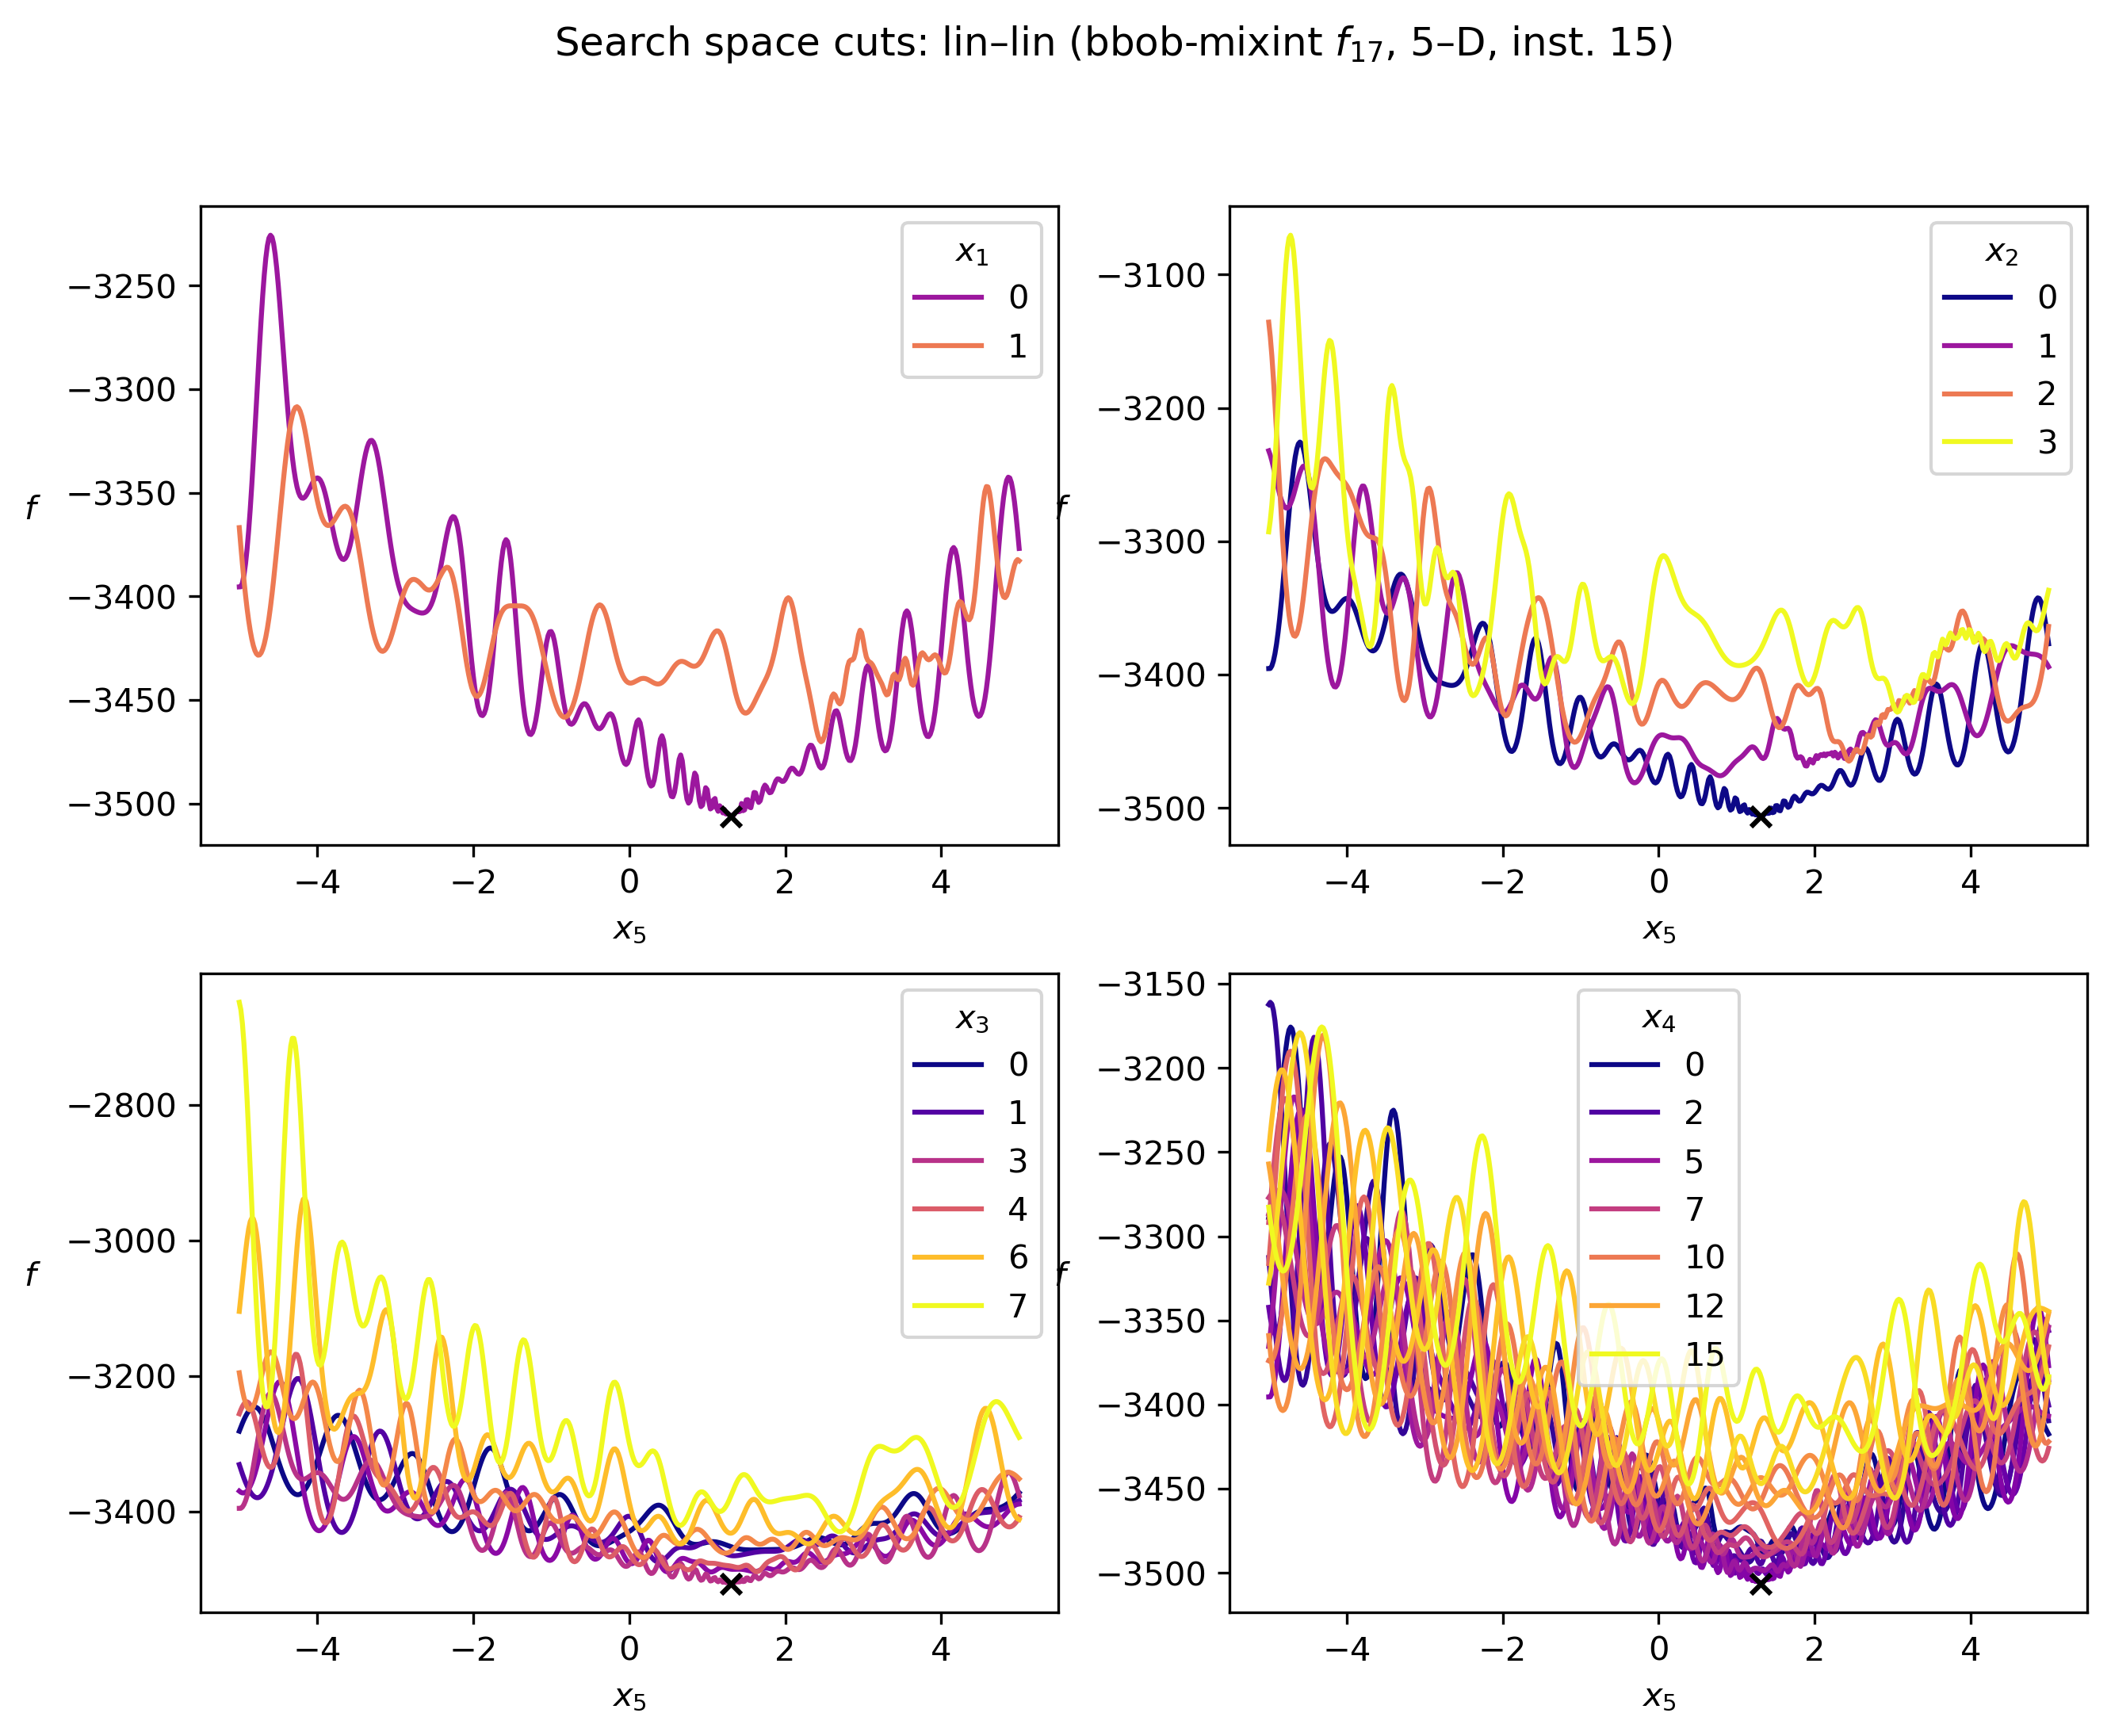 Search space cuts: lin–lin (bbob-mixint f₁₇, 5–D, inst. 15)
x₁
0
1
−3250
−3300
−3350
−3400
−3450
−3500
f
−4 −2 0 2 4
x₅
x₂
0
1
2
3
−3100
−3200
−3300
−3400
−3500
f
−4 −2 0 2 4
x₅
x₃
0
1
3
4
6
7
−2800
−3000
−3200
−3400
f
−4 −2 0 2 4
x₅
x₄
0
2
5
7
10
12
15
−3150
−3200
−3250
−3300
−3350
−3400
−3450
−3500
f
−4 −2 0 2 4
x₅